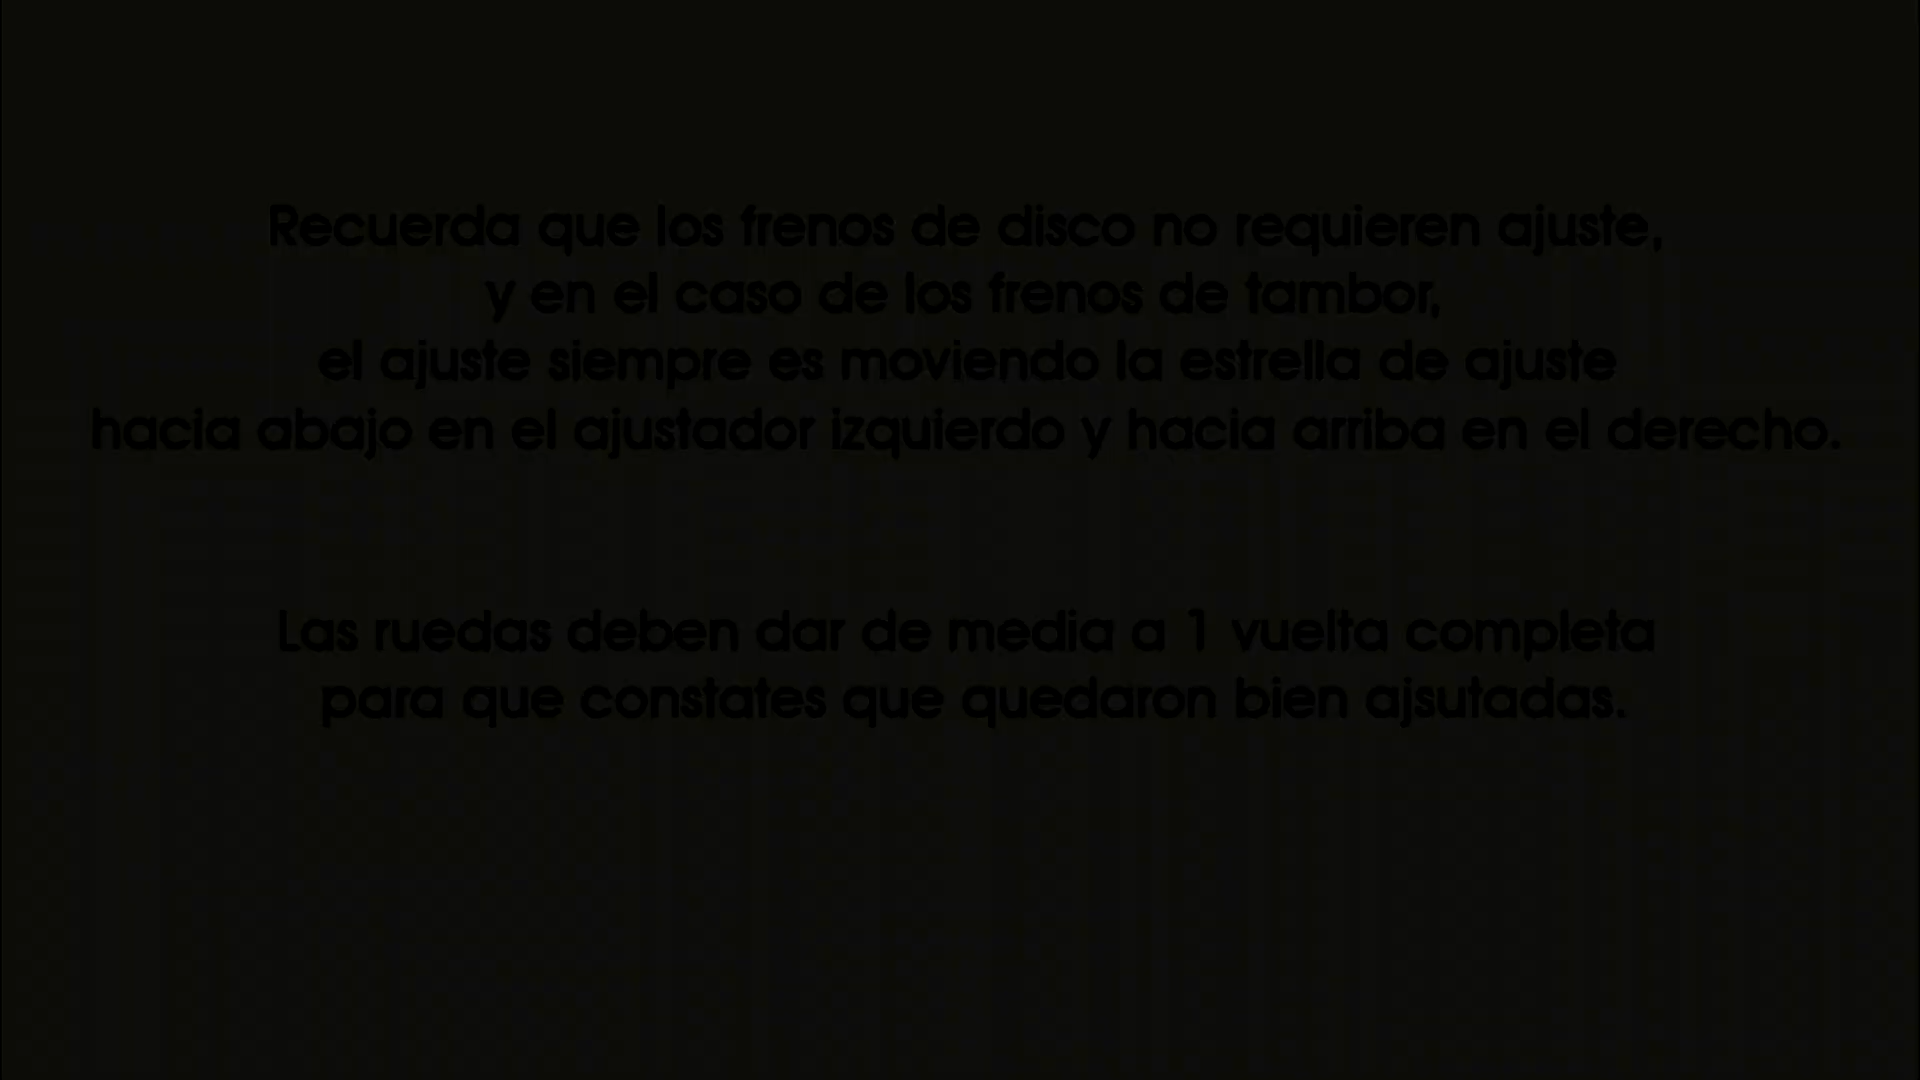 Recuerda que los frenos de disco no requieren ajuste,
y en el caso de los frenos de tambor,
el ajuste siempre es moviendo la estrella de ajuste
hacia abajo en el ajustador izquierdo y hacia arriba en el derecho.
Las ruedas deben dar de media a 1 vuelta completa
para que constates que quedaron bien ajsutadas.